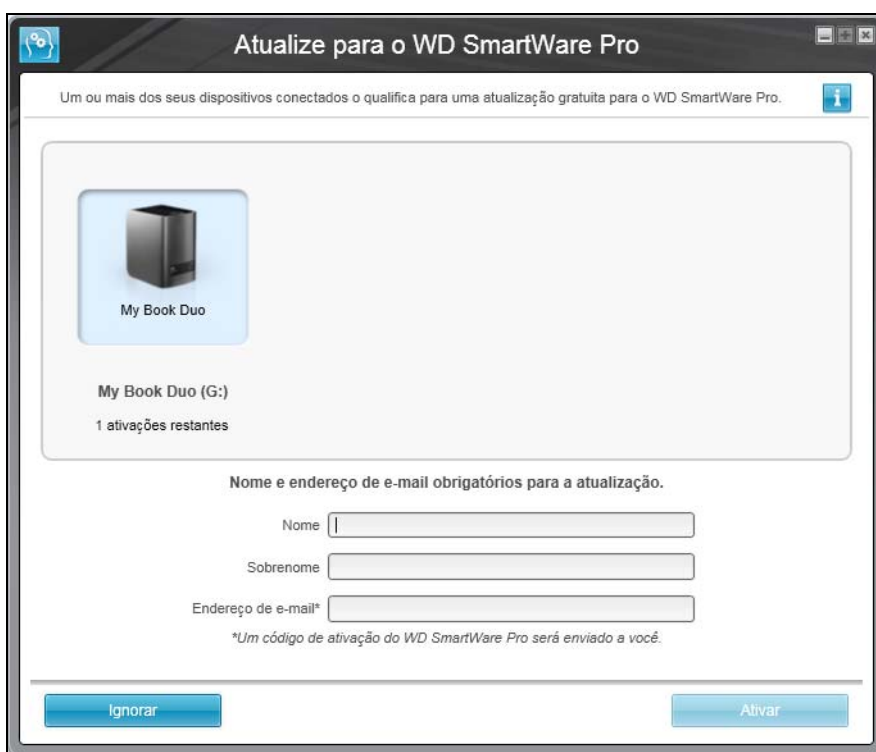 Atualize para o WD SmartWare Pro
Um ou mais dos seus dispositivos conectados o qualifica para uma atualização gratuita para o WD SmartWare Pro.
My Book Duo
My Book Duo (G:)
1 ativações restantes
Nome e endereço de e-mail obrigatórios para a atualização.
Nome
Sobrenome
Endereço de e-mail*
*Um código de ativação do WD SmartWare Pro será enviado a você.
Ignorar
Ativar